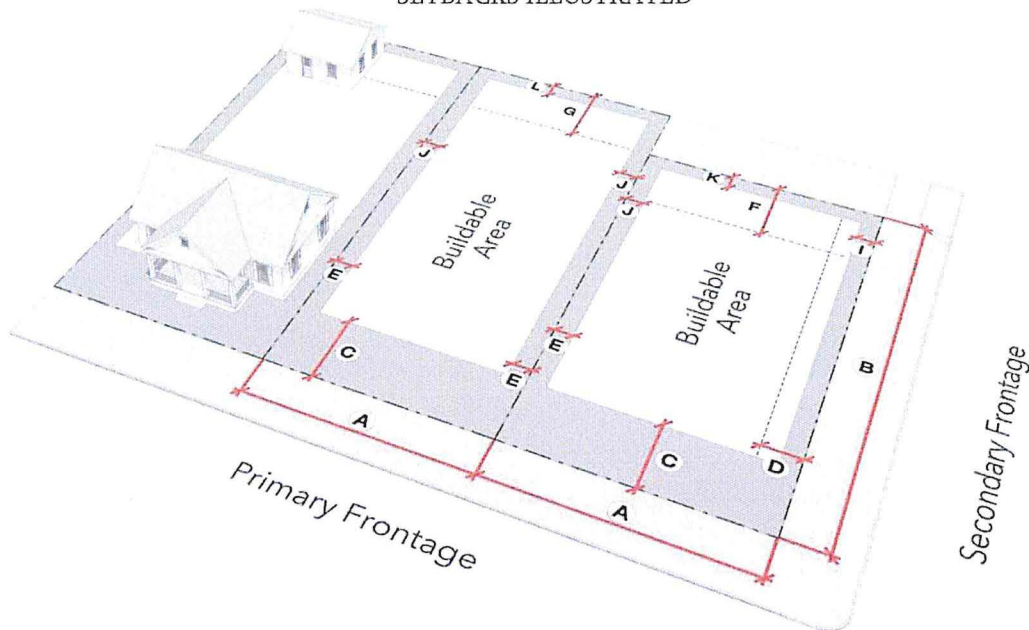 SETBACKS ILLUSTRATED
L
G
J
K
J
F
J
I
Buildable
Area
Buildable
Area
E
E
B
C
E
A
C
D
A
Primary Frontage
Secondary Frontage